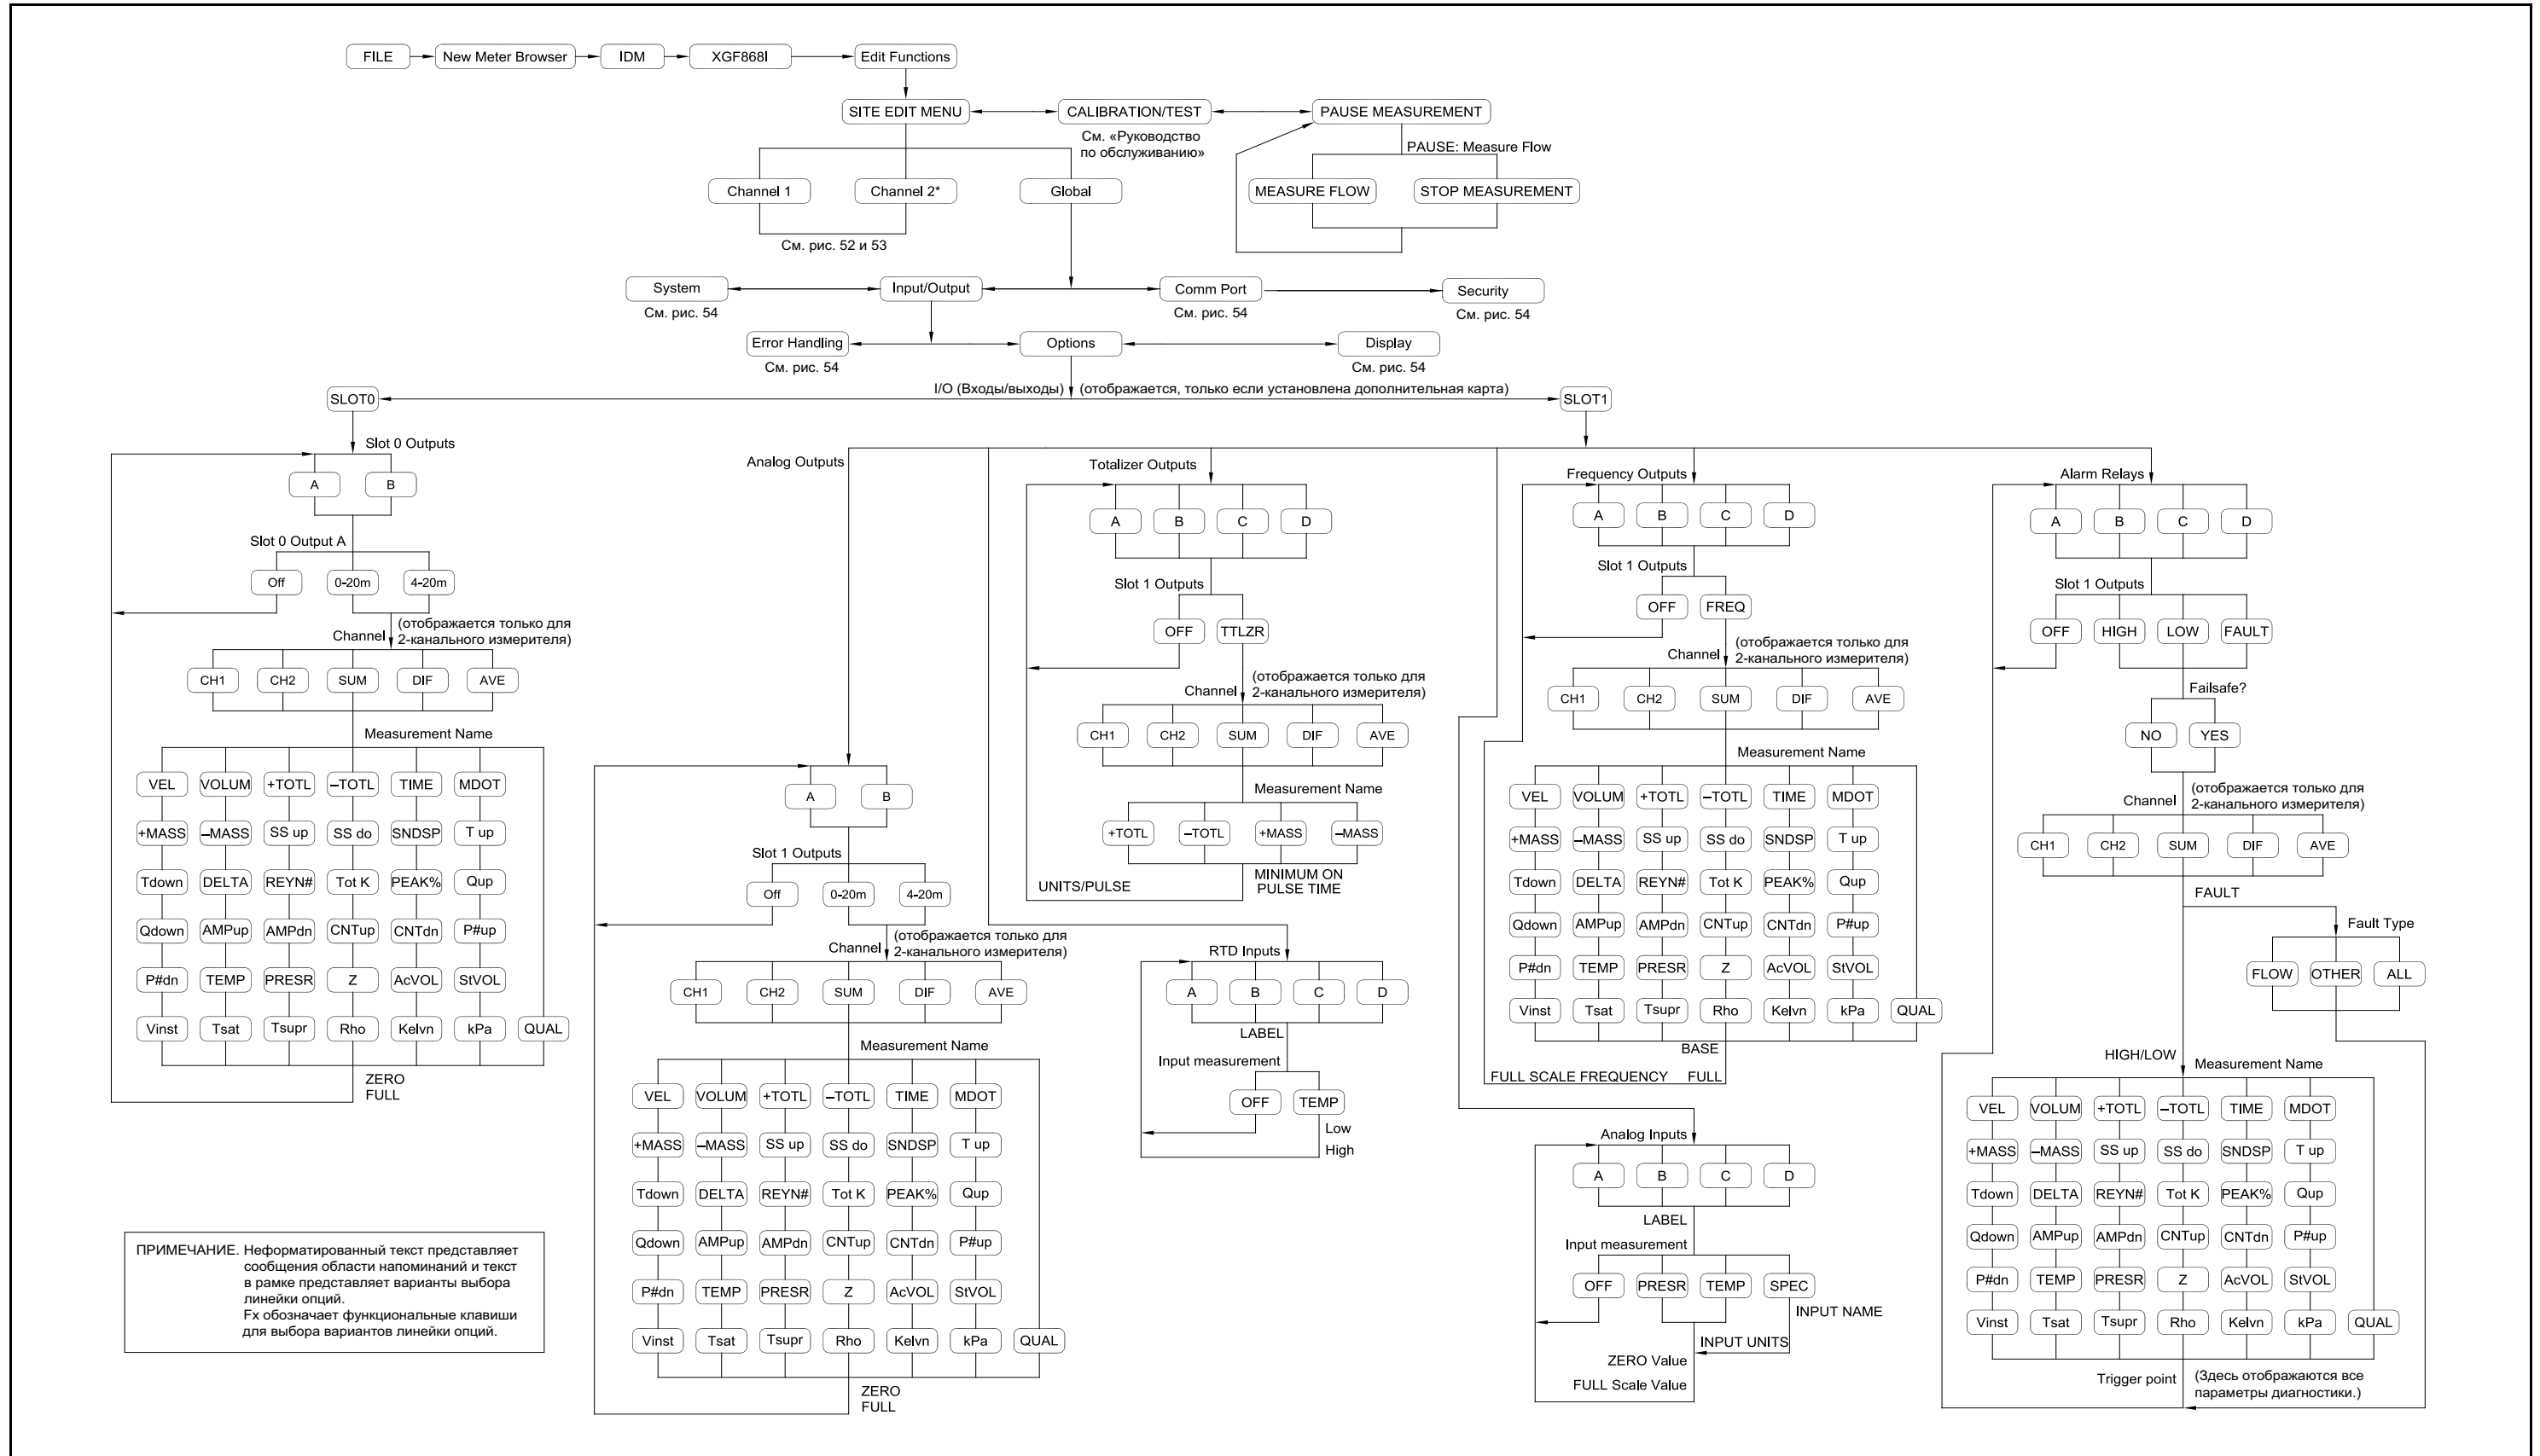 FILE
New Meter Browser
IDM
XGF868I
Edit Functions
SITE EDIT MENU
CALIBRATION/TEST
PAUSE MEASUREMENT
См. «Руководство
по обслуживанию»
PAUSE: Measure Flow
Channel 1
Channel 2*
Global
MEASURE FLOW
STOP MEASUREMENT
См. рис. 52 и 53
System
Input/Output
Comm Port
Security
См. рис. 54
См. рис. 54
См. рис. 54
Error Handling
Options
Display
См. рис. 54
См. рис. 54
I/O (Входы/выходы)
(отображается, только если установлена дополнительная карта)
SLOT0
SLOT1
Slot 0 Outputs
A
B
Slot 0 Output A
Off
0-20m
4-20m
Channel
(отображается только для
2-канального измерителя)
CH1
CH2
SUM
DIF
AVE
Measurement Name
VEL
VOLUM
+TOTL
–TOTL
TIME
MDOT
+MASS
–MASS
SS up
SS do
SNDSP
T up
Tdown
DELTA
REYN#
Tot K
PEAK%
Qup
Qdown
AMPup
AMPdn
CNTup
CNTdn
P#up
P#dn
TEMP
PRESR
Z
AcVOL
StVOL
Vinst
Tsat
Tsupr
Rho
Kelvn
kPa
QUAL
ZERO
FULL
Analog Outputs
A
B
Slot 1 Outputs
Off
0-20m
4-20m
Channel
(отображается только для
2-канального измерителя)
CH1
CH2
SUM
DIF
AVE
Measurement Name
VEL
VOLUM
+TOTL
–TOTL
TIME
MDOT
+MASS
–MASS
SS up
SS do
SNDSP
T up
Tdown
DELTA
REYN#
Tot K
PEAK%
Qup
Qdown
AMPup
AMPdn
CNTup
CNTdn
P#up
P#dn
TEMP
PRESR
Z
AcVOL
StVOL
Vinst
Tsat
Tsupr
Rho
Kelvn
kPa
QUAL
ZERO
FULL
Totalizer Outputs
A
B
C
D
Slot 1 Outputs
OFF
TTLZR
Channel
(отображается только для
2-канального измерителя)
CH1
CH2
SUM
DIF
AVE
Measurement Name
+TOTL
–TOTL
+MASS
–MASS
UNITS/PULSE
MINIMUM ON
PULSE TIME
RTD Inputs
A
B
C
D
LABEL
Input measurement
OFF
TEMP
Low
High
Frequency Outputs
A
B
C
D
Slot 1 Outputs
OFF
FREQ
Channel
(отображается только для
2-канального измерителя)
CH1
CH2
SUM
DIF
AVE
Measurement Name
VEL
VOLUM
+TOTL
–TOTL
TIME
MDOT
+MASS
–MASS
SS up
SS do
SNDSP
T up
Tdown
DELTA
REYN#
Tot K
PEAK%
Qup
Qdown
AMPup
AMPdn
CNTup
CNTdn
P#up
P#dn
TEMP
PRESR
Z
AcVOL
StVOL
Vinst
Tsat
Tsupr
Rho
Kelvn
kPa
QUAL
BASE
FULL SCALE FREQUENCY
FULL
Analog Inputs
A
B
C
D
LABEL
Input measurement
OFF
PRESR
TEMP
SPEC
INPUT NAME
INPUT UNITS
ZERO Value
FULL Scale Value
Alarm Relays
A
B
C
D
Slot 1 Outputs
OFF
HIGH
LOW
FAULT
Failsafe?
NO
YES
Channel
(отображается только для
2-канального измерителя)
CH1
CH2
SUM
DIF
AVE
FAULT
Fault Type
FLOW
OTHER
ALL
HIGH/LOW
Measurement Name
VEL
VOLUM
+TOTL
–TOTL
TIME
MDOT
+MASS
–MASS
SS up
SS do
SNDSP
T up
Tdown
DELTA
REYN#
Tot K
PEAK%
Qup
Qdown
AMPup
AMPdn
CNTup
CNTdn
P#up
P#dn
TEMP
PRESR
Z
AcVOL
StVOL
Vinst
Tsat
Tsupr
Rho
Kelvn
kPa
QUAL
Trigger point
(Здесь отображаются все
параметры диагностики.)
ПРИМЕЧАНИЕ. Неформатированный текст представляет
сообщения области напоминаний и текст
в рамке представляет варианты выбора
линейки опций.
Fx обозначает функциональные клавиши
для выбора вариантов линейки опций.